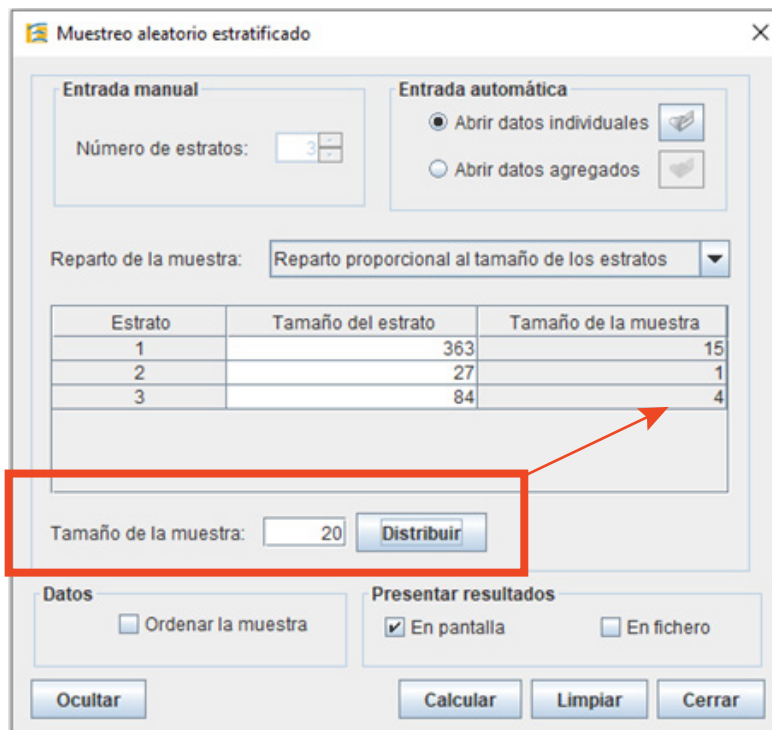 Muestreo aleatorio estratificado
Entrada manual
Número de estratos: 3
Entrada automática
Abrir datos individuales
Abrir datos agregados
Reparto de la muestra: Reparto proporcional al tamaño de los estratos
Estrato Tamaño del estrato Tamaño de la muestra
1 363 15
2 27 1
3 84 4
Tamaño de la muestra: 20 Distribuir
Datos
Ordenar la muestra
Presentar resultados
En pantalla En fichero
Ocultar Calcular Limpiar Cerrar